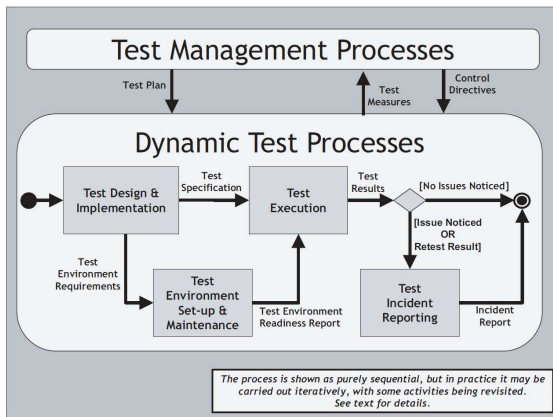 Test Management Processes
Test Plan
Test
Measures
Control
Directives
Dynamic Test Processes
Test Design &
Implementation
Test
Specification
Test
Execution
Test
Results
[No Issues Noticed]
[Issue Noticed
OR
Retest Result]
Test
Environment
Requirements
Test
Environment
Set-up &
Maintenance
Test Environment
Readiness Report
Test
Incident
Reporting
Incident
Report
The process is shown as purely sequential, but in practice it may be
carried out iteratively, with some activities being revisited.
See text for details.